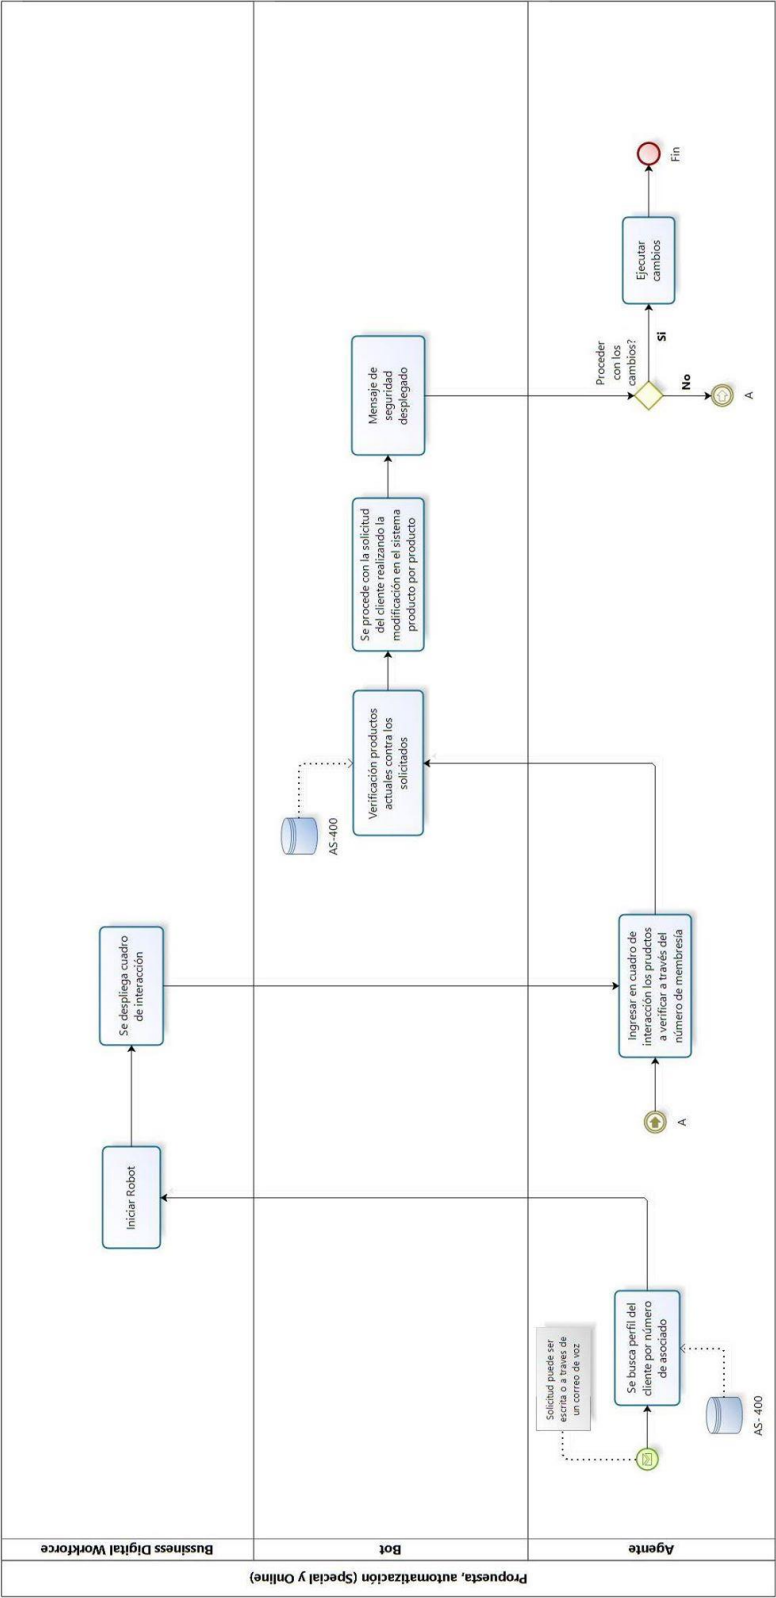 Propuesta, automatización (Special y Online)
Bussiness Digital Workforce
Iniciar Robot
Se despliega cuadro
de interacción
Bot
AS-400
Verificación productos
actuales contra los
solicitados
Se procede con la solicitud
del cliente realizando la
modificación en el sistema
producto por producto
Mensaje de
seguridad
desplegado
Agente
Solicitud puede ser
escrita o a traves de
un correo de voz
Se busca perfil del
cliente por número
de asociado
AS- 400
A
Ingresar en cuadro de
interacción los prudctos
a verificar a través del
número de membresía
Proceder
con los
cambios?
Si
No
A
Ejecutar
cambios
Fin